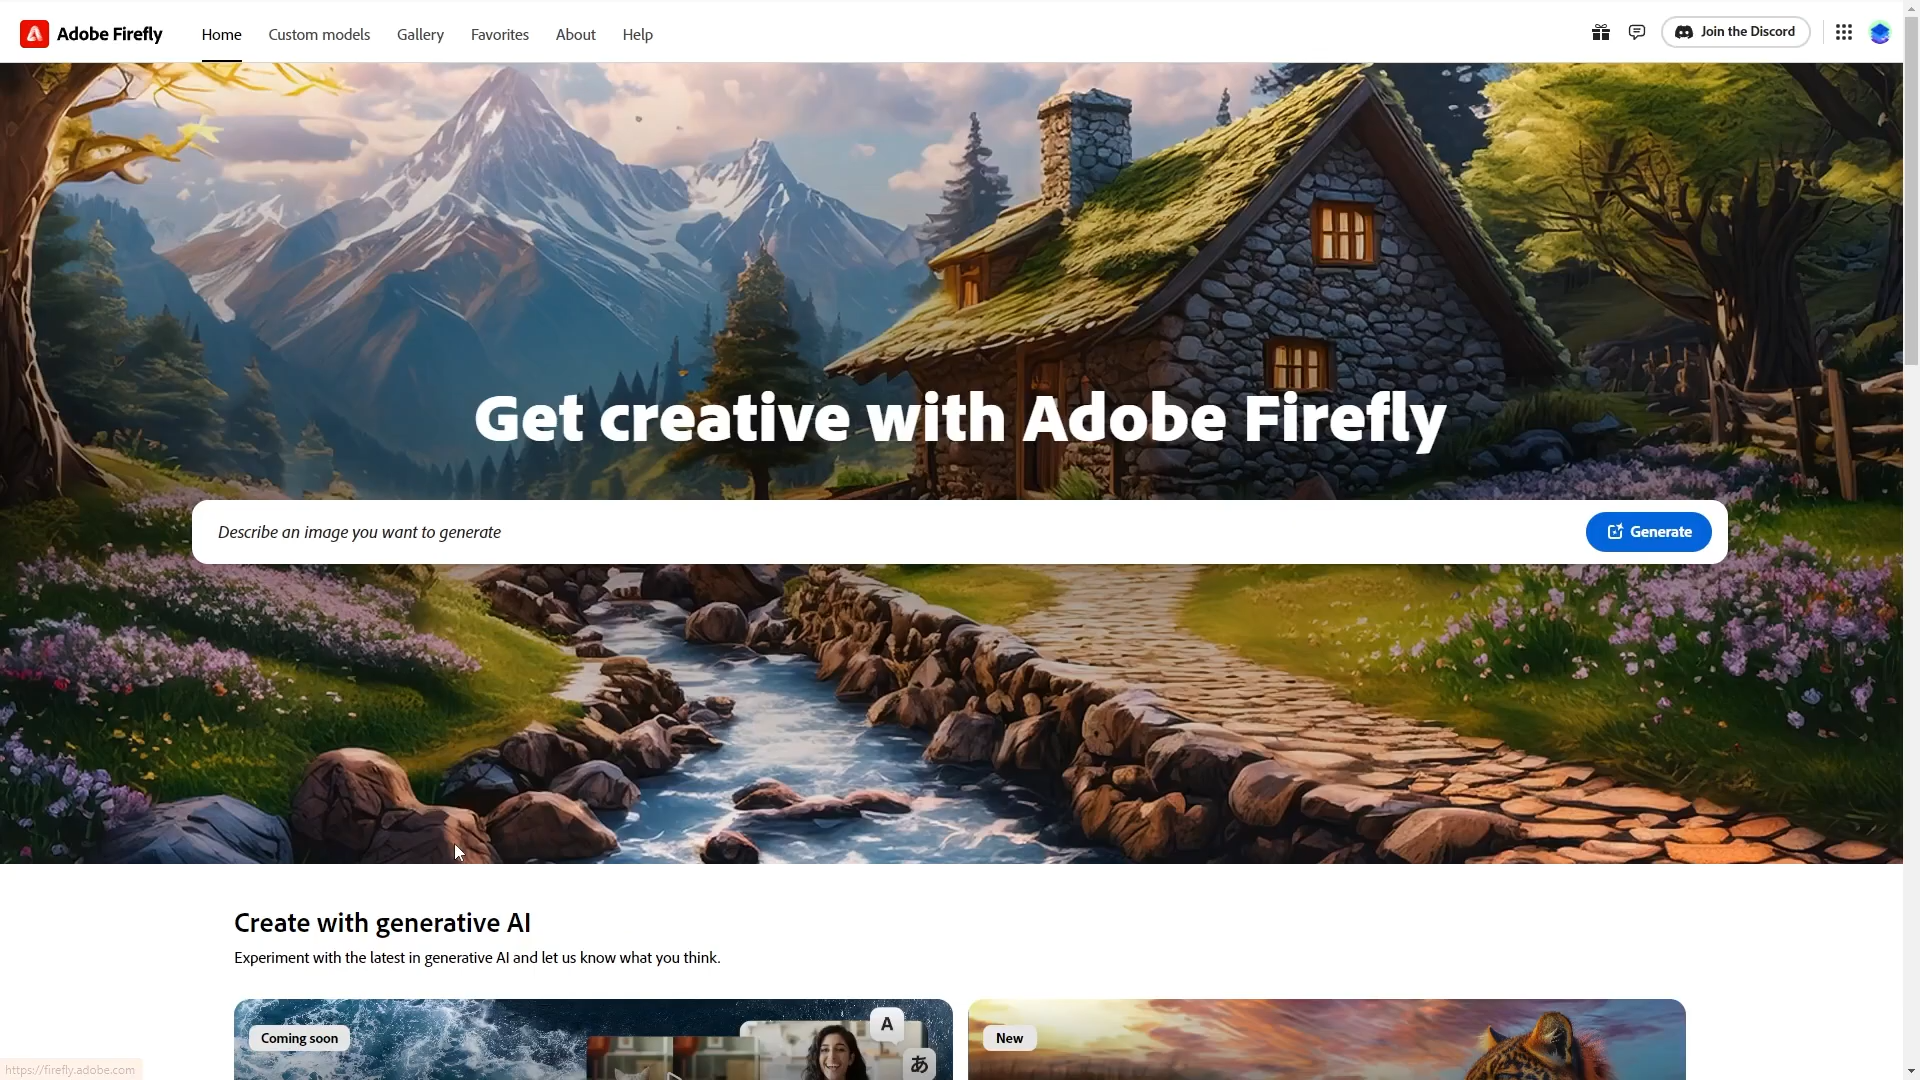 Adobe Firefly
Home
Custom models
Gallery
Favorites
About
Help
Join the Discord
Get creative with Adobe Firefly
Describe an image you want to generate
Generate
Create with generative AI
Experiment with the latest in generative AI and let us know what you think.
Coming soon
A
あ
New
https://firefly.adobe.com